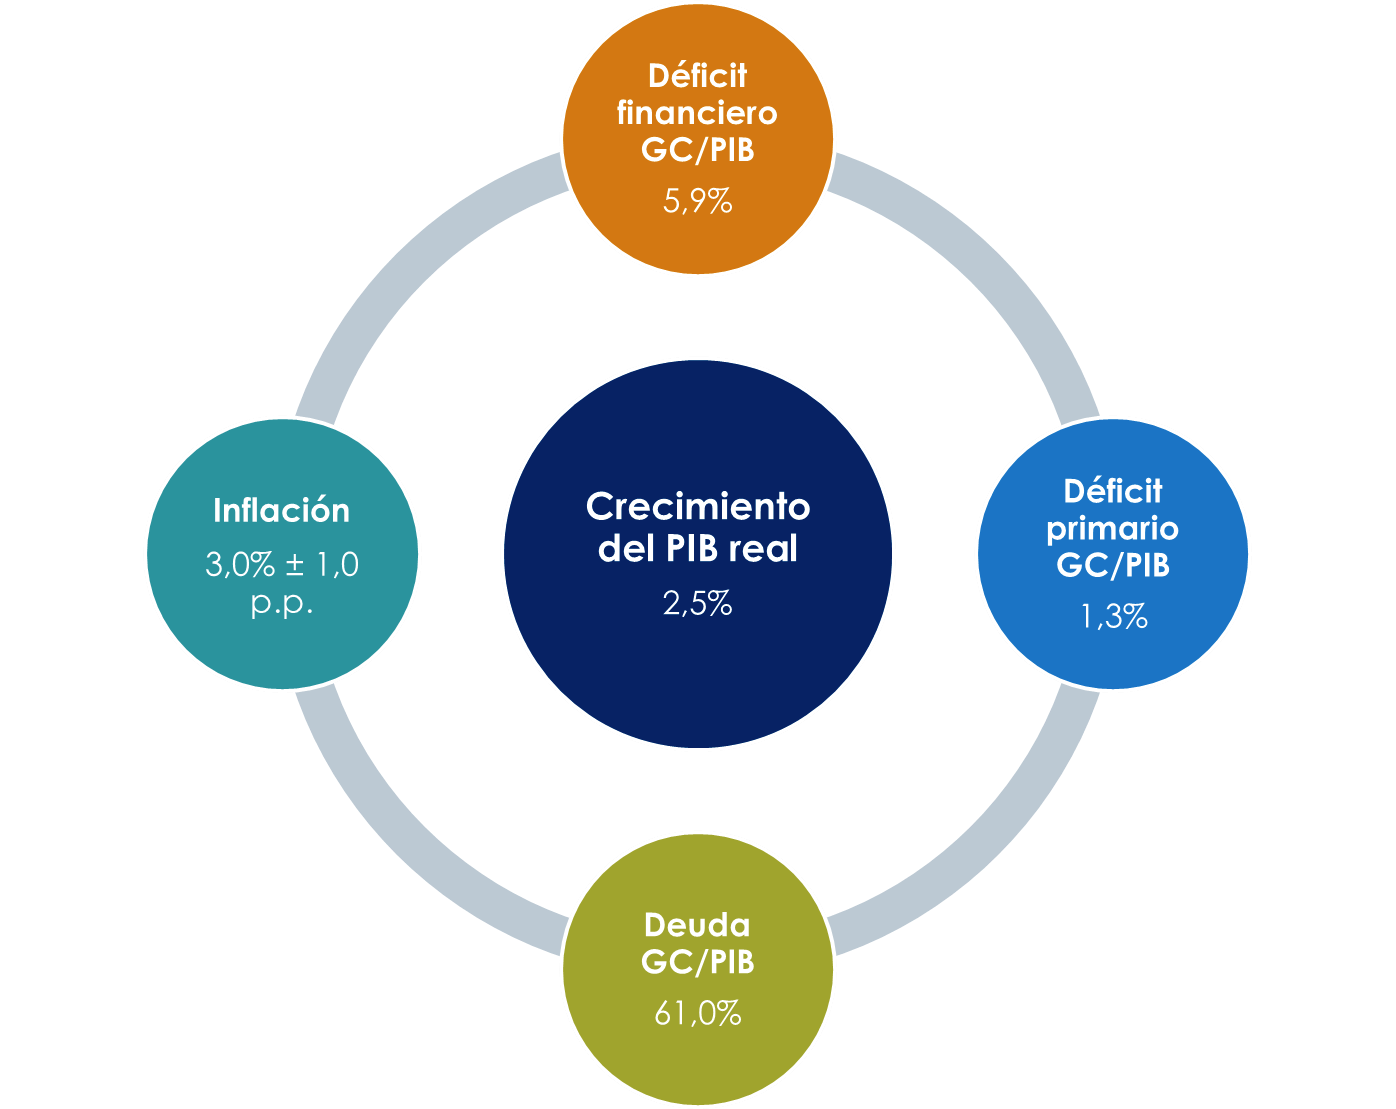 Déficit
financiero
GC/PIB
5,9%
Inflación
3,0% ± 1,0
p.p.
Crecimiento
del PIB real
2,5%
Déficit
primario
GC/PIB
1,3%
Deuda
GC/PIB
61,0%